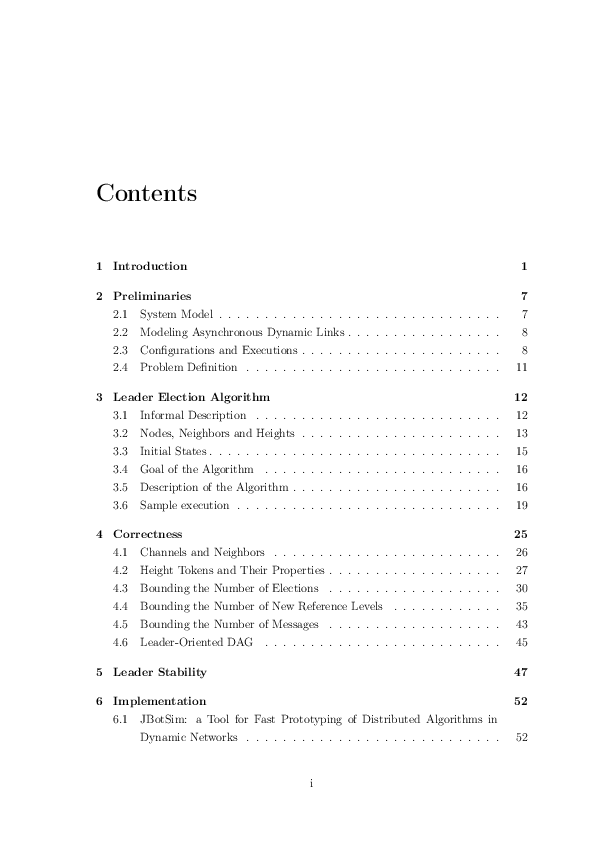 Contents
1 Introduction 1
2 Preliminaries 7
2.1 System Model . . . . . . . . . . . . . . . . . . . . . . . . . . . . . . . 7
2.2 Modeling Asynchronous Dynamic Links . . . . . . . . . . . . . . . . . 8
2.3 Configurations and Executions . . . . . . . . . . . . . . . . . . . . . . 8
2.4 Problem Definition . . . . . . . . . . . . . . . . . . . . . . . . . . . . 11
3 Leader Election Algorithm 12
3.1 Informal Description . . . . . . . . . . . . . . . . . . . . . . . . . . . 12
3.2 Nodes, Neighbors and Heights . . . . . . . . . . . . . . . . . . . . . . 13
3.3 Initial States . . . . . . . . . . . . . . . . . . . . . . . . . . . . . . . . 15
3.4 Goal of the Algorithm . . . . . . . . . . . . . . . . . . . . . . . . . . 16
3.5 Description of the Algorithm . . . . . . . . . . . . . . . . . . . . . . . 16
3.6 Sample execution . . . . . . . . . . . . . . . . . . . . . . . . . . . . . 19
4 Correctness 25
4.1 Channels and Neighbors . . . . . . . . . . . . . . . . . . . . . . . . . 26
4.2 Height Tokens and Their Properties . . . . . . . . . . . . . . . . . . . 27
4.3 Bounding the Number of Elections . . . . . . . . . . . . . . . . . . . 30
4.4 Bounding the Number of New Reference Levels . . . . . . . . . . . . 35
4.5 Bounding the Number of Messages . . . . . . . . . . . . . . . . . . . 43
4.6 Leader-Oriented DAG . . . . . . . . . . . . . . . . . . . . . . . . . . 45
5 Leader Stability 47
6 Implementation 52
6.1 JBotSim: a Tool for Fast Prototyping of Distributed Algorithms in
Dynamic Networks . . . . . . . . . . . . . . . . . . . . . . . . . . . . 52
i